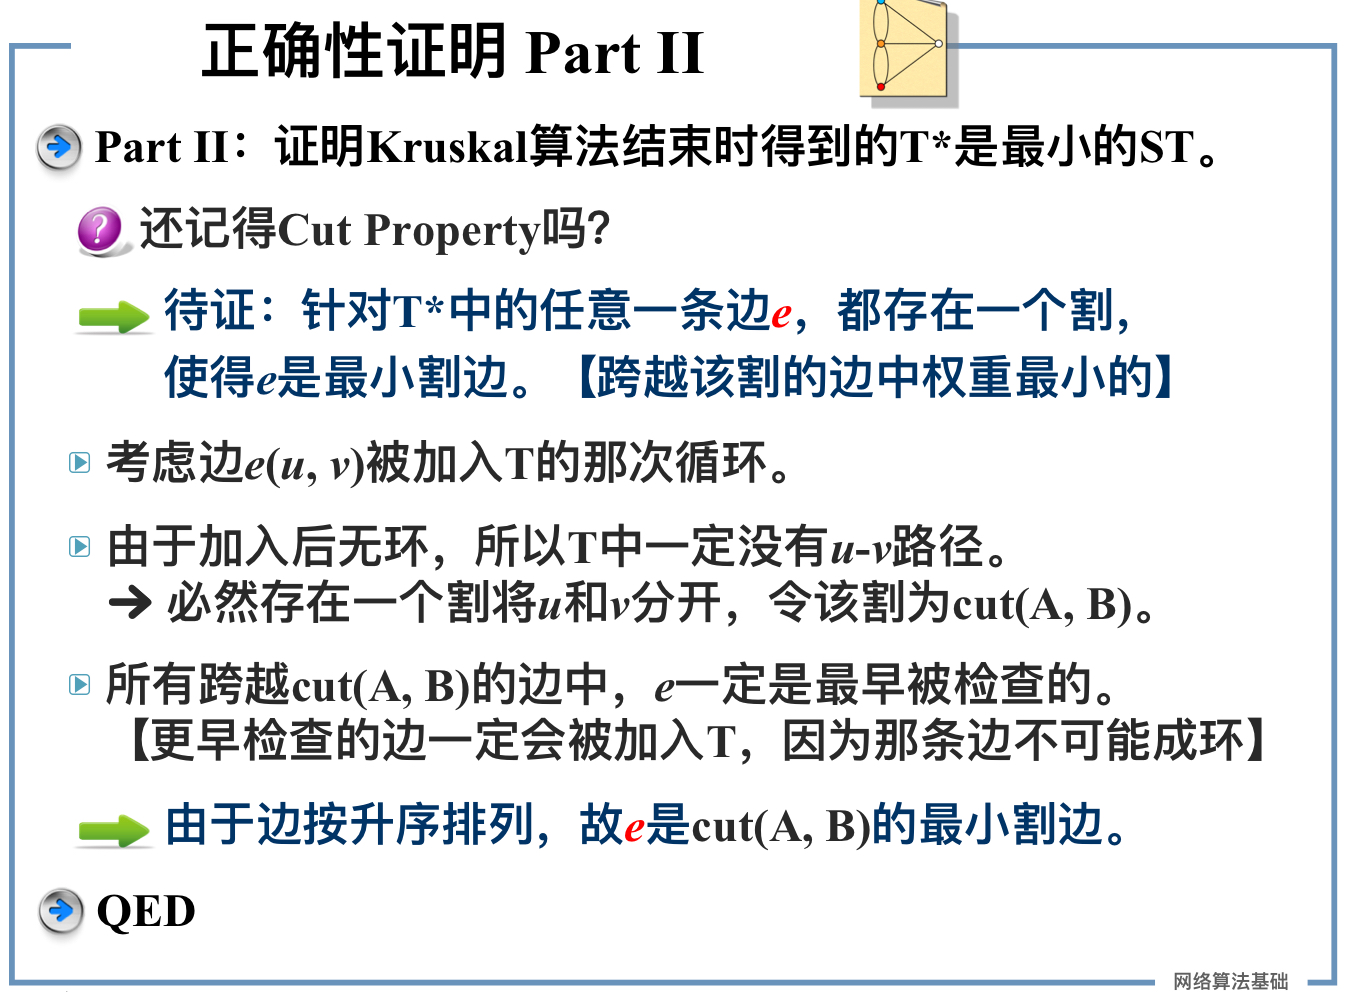 正确性证明 Part II
Part II：证明Kruskal算法结束时得到的T*是最小的ST。
还记得Cut Property吗？
待证：针对T*中的任意一条边e，都存在一个割，
使得e是最小割边。【跨越该割的边中权重最小的】
考虑边e(u, v)被加入T的那次循环。
由于加入后无环，所以T中一定没有u-v路径。
➔ 必然存在一个割将u和v分开，令该割为cut(A, B)。
所有跨越cut(A, B)的边中，e一定是最早被检查的。
【更早检查的边一定会被加入T，因为那条边不可能成环】
由于边按升序排列，故e是cut(A, B)的最小割边。
QED
网络算法基础